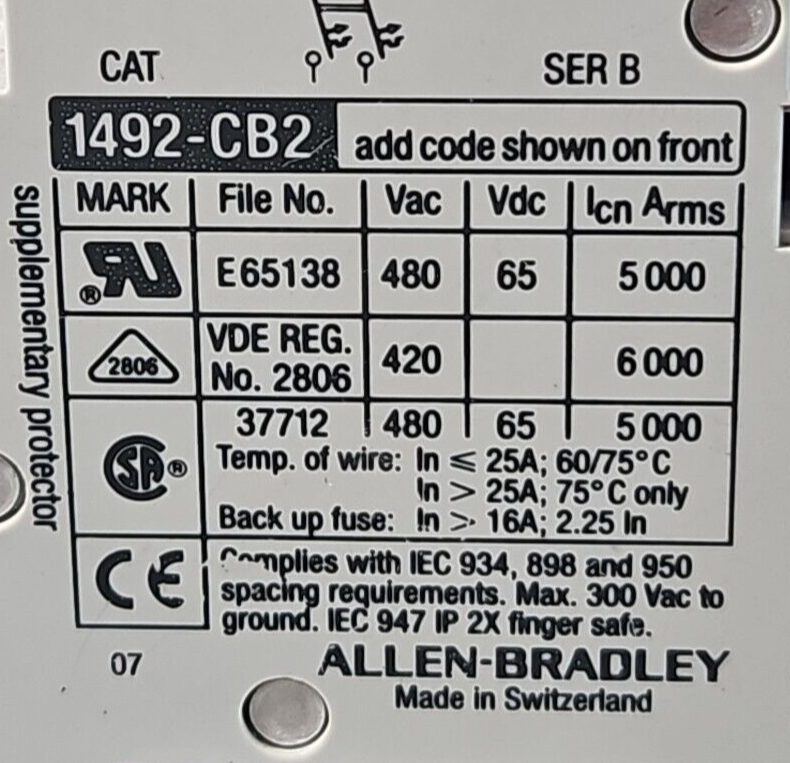 CAT SER B
1492-CB2 add code shown on front
MARK File No. Vac Vdc Icn Arms
RU ® E65138 480 65 5000
2806 VDE REG. No. 2806 420 6000
SA ® 37712 480 65 5000
Temp. of wire: In ≤ 25A; 60/75°C
In > 25A; 75°C only
Back up fuse: In > 16A; 2.25 In
CE Complies with IEC 934, 898 and 950
spacing requirements. Max. 300 Vac to
ground. IEC 947 IP 2X finger safe.
supplementary protector
07 ALLEN-BRADLEY
Made in Switzerland